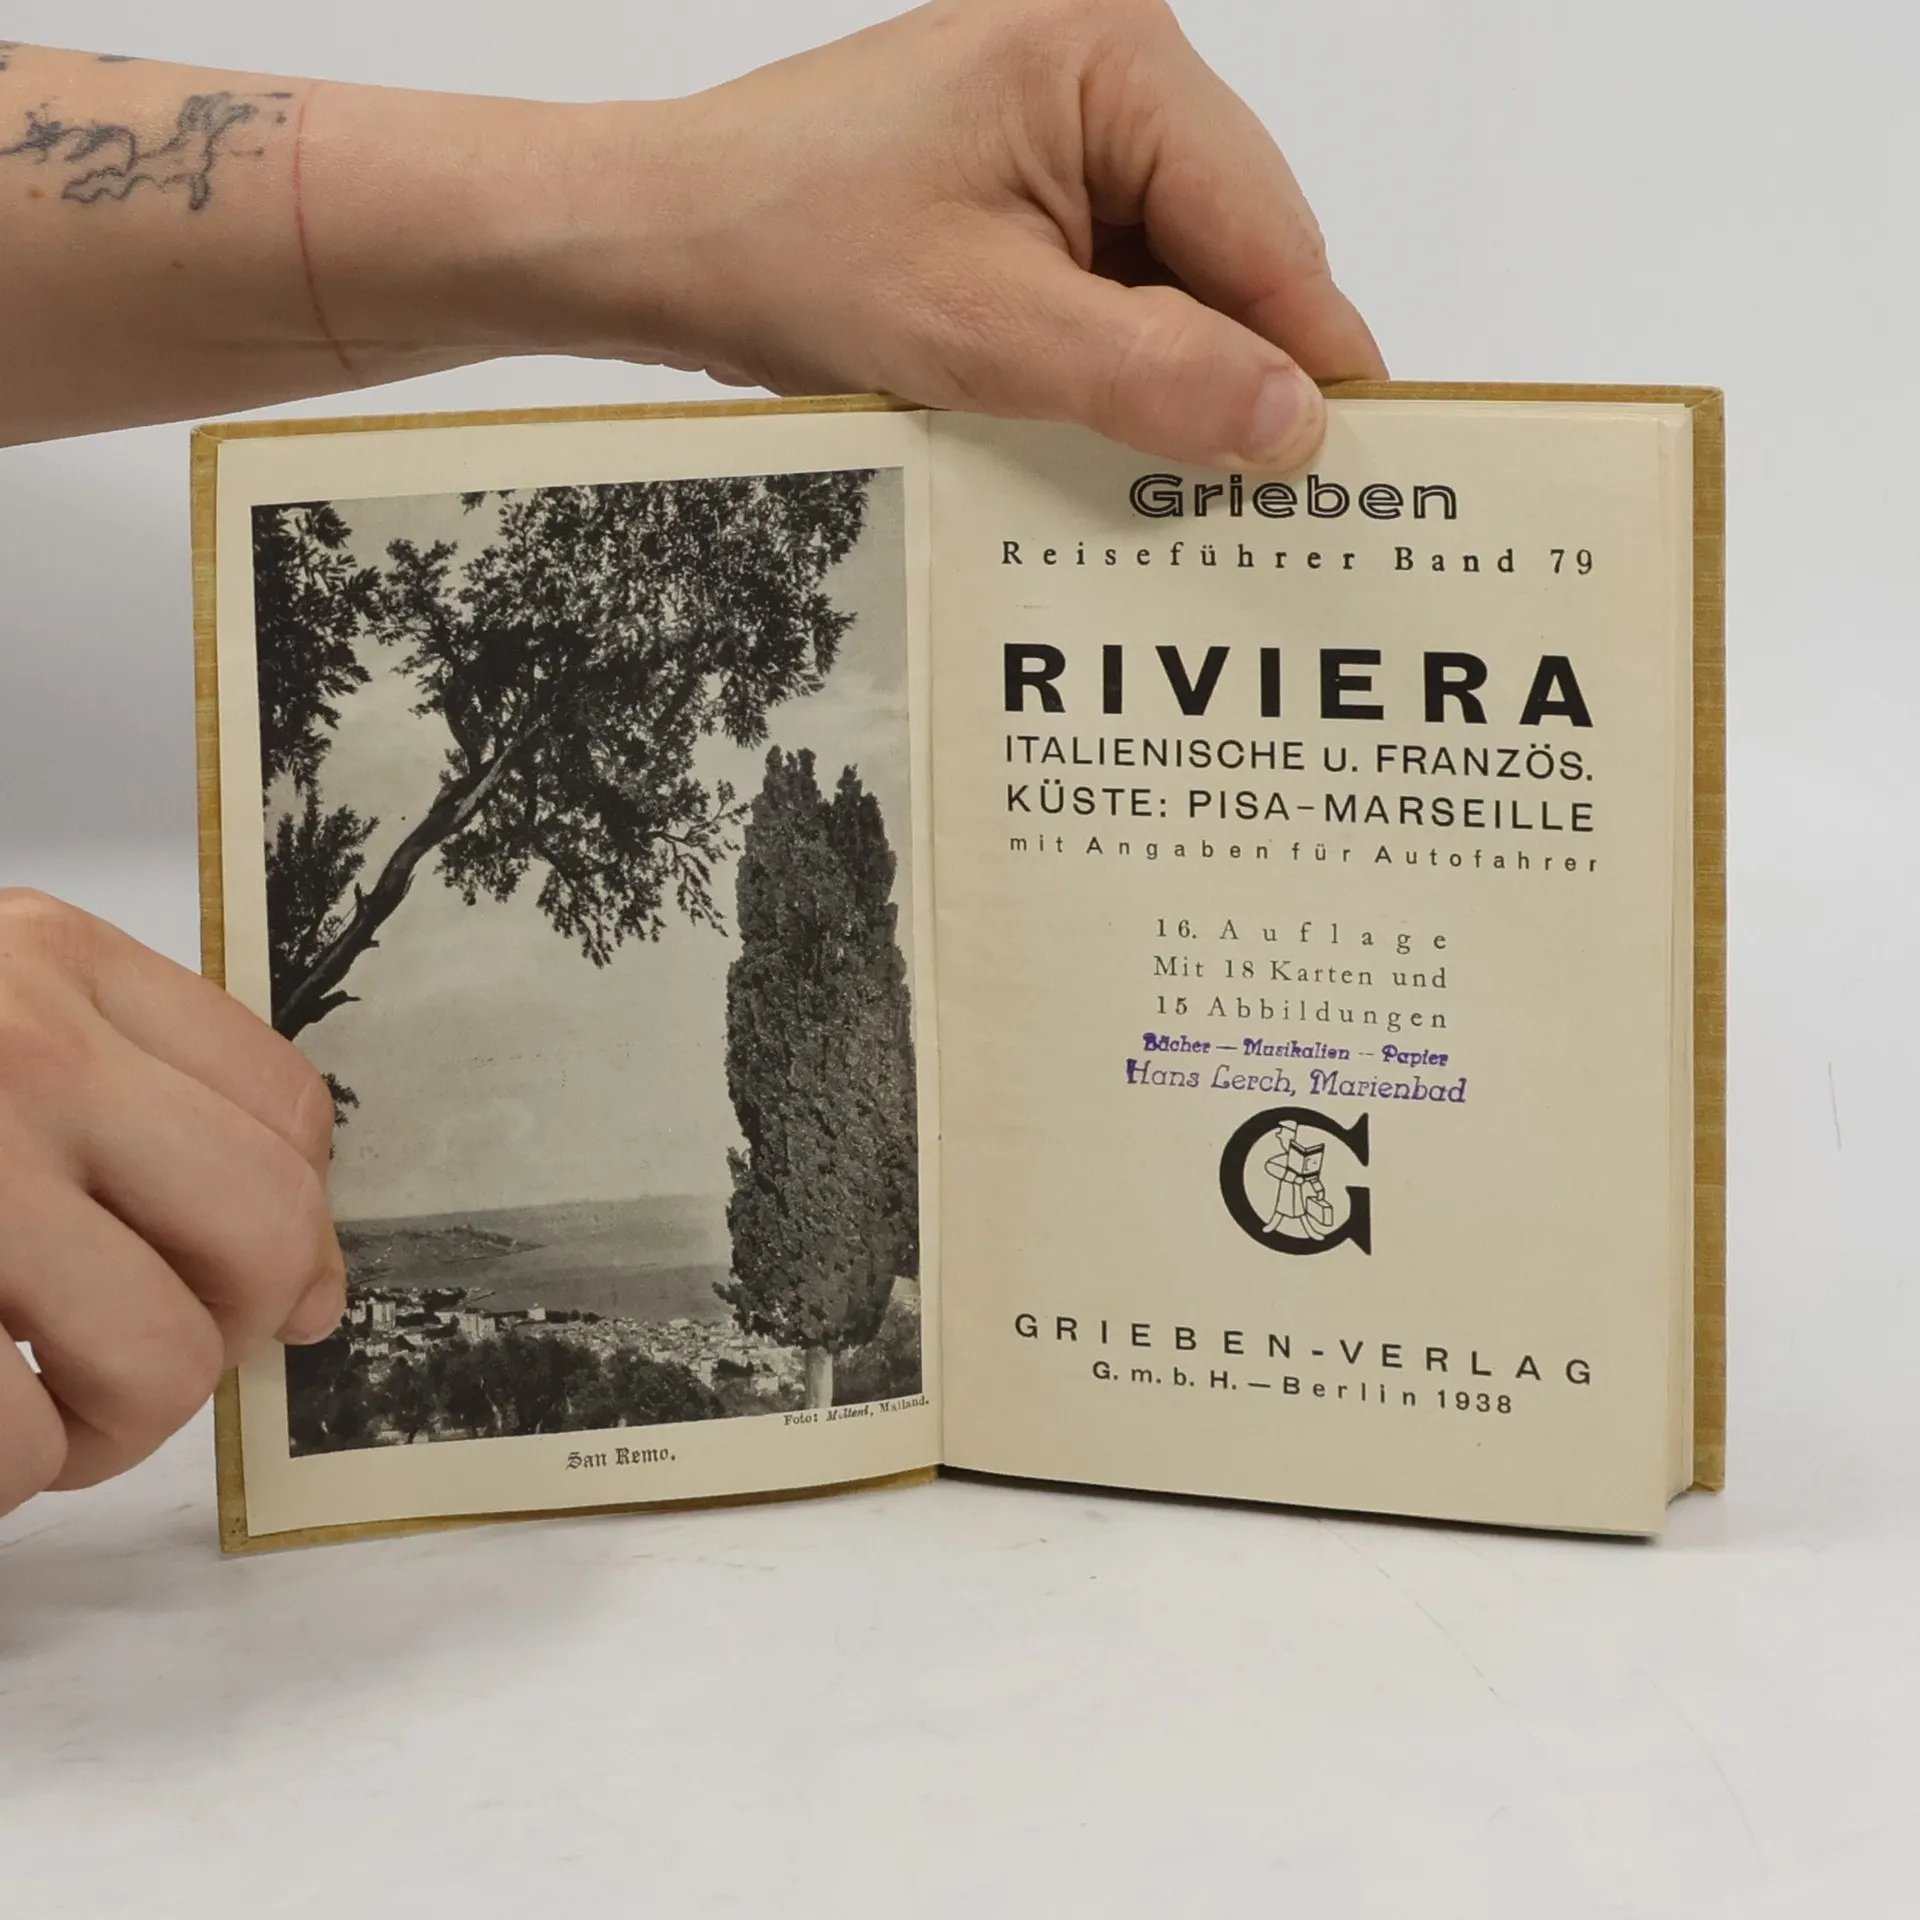 Foto: Molteni, Mailand.
San Remo.
Grieben
Reiseführer Band 79
RIVIERA
ITALIENISCHE U. FRANZÖS.
KÜSTE: PISA–MARSEILLE
mit Angaben für Autofahrer
16. Auflage
Mit 18 Karten und
15 Abbildungen
Bücher — Musikalien — Papier
Hans Lerch, Marienbad
G
GRIEBEN-VERLAG
G. m. b. H. — Berlin 1938